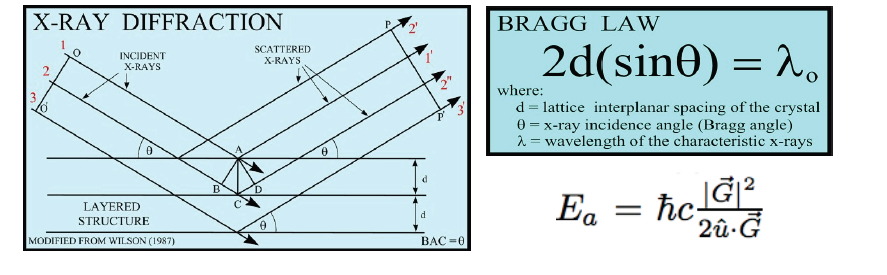 X-RAY DIFFRACTION
1 O
INCIDENT
X-RAYS
SCATTERED
X-RAYS
P 2'
1'
2"
2
3 O'
P' 3'
θ
A
θ
B D
d
C
LAYERED
STRUCTURE
θ
d
MODIFIED FROM WILSON (1987)
BAC = θ
BRAGG LAW
2d(sinθ) = λₒ
where:
d = lattice interplanar spacing of the crystal
θ = x-ray incidence angle (Bragg angle)
λ = wavelength of the characteristic x-rays
Eₐ = ħc |G⃗|² / 2û·G⃗